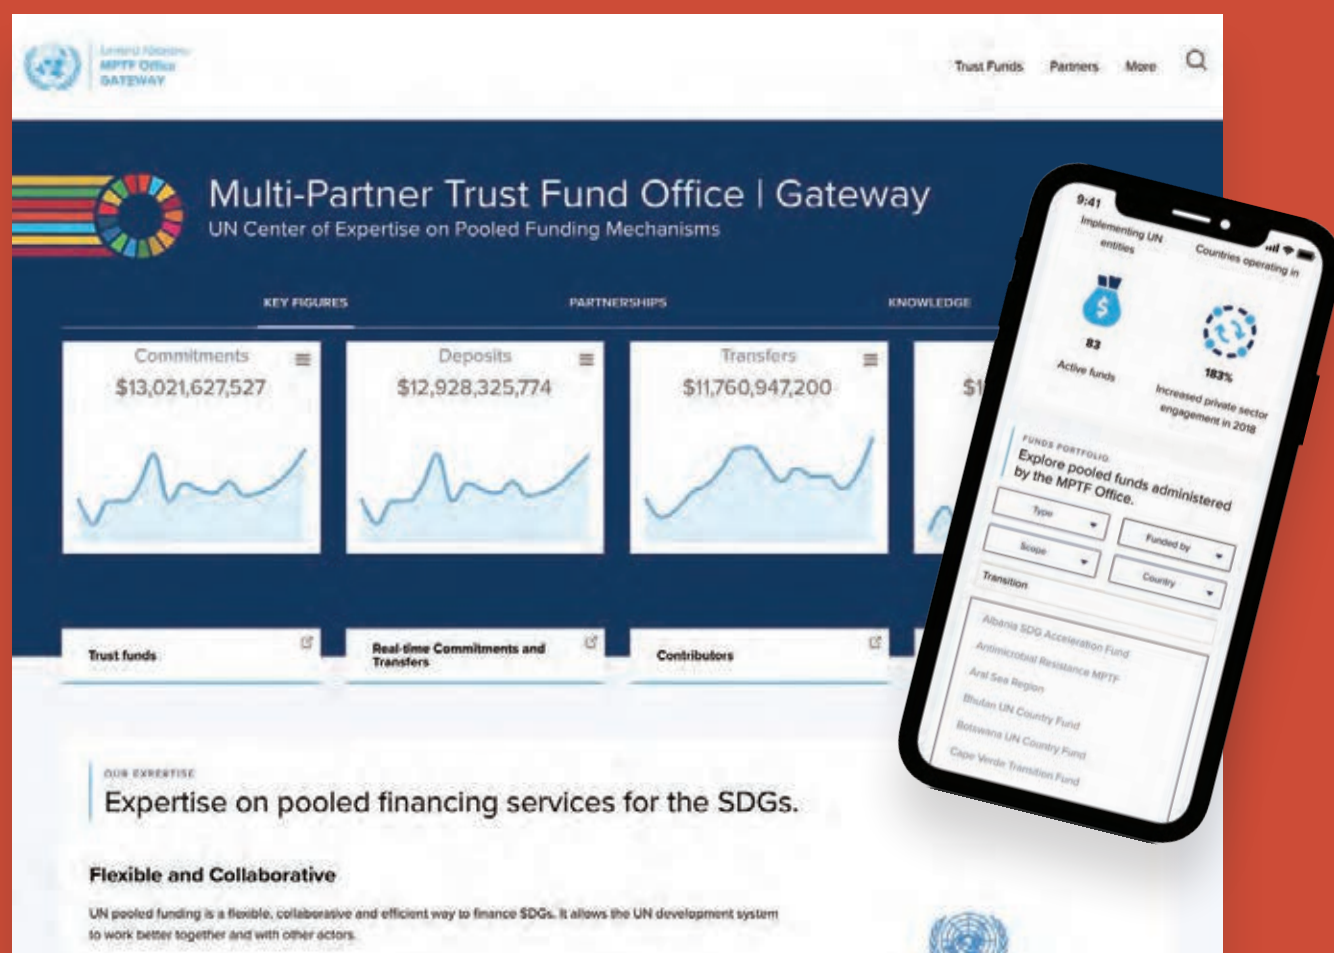 United Nations
MPTF Office
GATEWAY
Trust Funds Partners More
Multi-Partner Trust Fund Office | Gateway
UN Center of Expertise on Pooled Funding Mechanisms
KEY FIGURES PARTNERSHIPS KNOWLEDGE
Commitments
$13,021,627,527
Deposits
$12,928,325,774
Transfers
$11,760,947,200
$1
Trust funds
Real-time Commitments and
Transfers
Contributors
OUR EXPERTISE
Expertise on pooled financing services for the SDGs.
Flexible and Collaborative
UN pooled funding is a flexible, collaborative and efficient way to finance SDGs. It allows the UN development system
to work better together and with other actors.
9:41
Implementing UN
entities
Countries operating in
83
Active funds
183%
Increased private sector
engagement in 2018
FUNDS PORTFOLIO
Explore pooled funds administered
by the MPTF Office.
Type
Funded by
Scope
Country
Transition
Albania SDG Acceleration Fund
Antimicrobial Resistance MPTF
Aral Sea Region
Bhutan UN Country Fund
Botswana UN Country Fund
Cape Verde Transition Fund